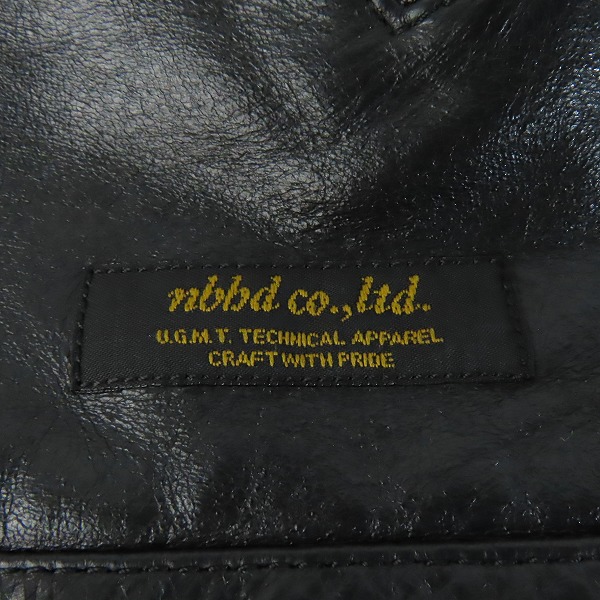 nbbd co.,ltd.
U.G.M.T. TECHNICAL APPAREL
CRAFT WITH PRIDE